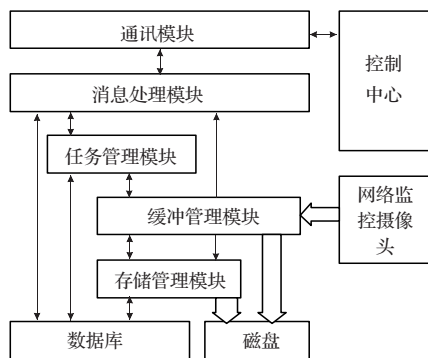 通讯模块
控制
中心
消息处理模块
任务管理模块
网络监
控摄像
头
缓冲管理模块
存储管理模块
数据库
磁盘